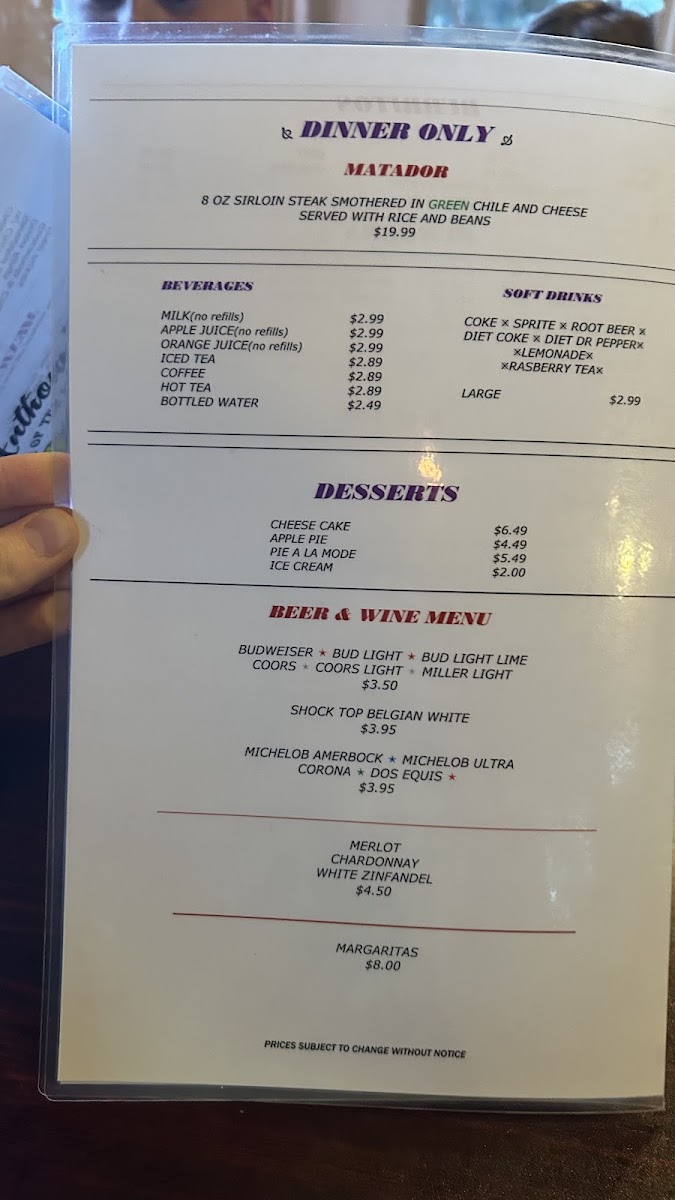 DINNER ONLY
MATADOR
8 OZ SIRLOIN STEAK SMOTHERED IN GREEN CHILE AND CHEESE
SERVED WITH RICE AND BEANS
$19.99
BEVERAGES
MILK(no refills) $2.99
APPLE JUICE(no refills) $2.99
ORANGE JUICE(no refills) $2.99
ICED TEA $2.89
COFFEE $2.89
HOT TEA $2.89
BOTTLED WATER $2.49
SOFT DRINKS
COKE × SPRITE × ROOT BEER ×
DIET COKE × DIET DR PEPPER×
×LEMONADE×
×RASBERRY TEA×
LARGE $2.99
DESSERTS
CHEESE CAKE $6.49
APPLE PIE $4.49
PIE A LA MODE $5.49
ICE CREAM $2.00
BEER & WINE MENU
BUDWEISER ★ BUD LIGHT ★ BUD LIGHT LIME
COORS ★ COORS LIGHT ★ MILLER LIGHT
$3.50
SHOCK TOP BELGIAN WHITE
$3.95
MICHELOB AMERBOCK ★ MICHELOB ULTRA
CORONA ★ DOS EQUIS ★
$3.95
MERLOT
CHARDONNAY
WHITE ZINFANDEL
$4.50
MARGARITAS
$8.00
PRICES SUBJECT TO CHANGE WITHOUT NOTICE